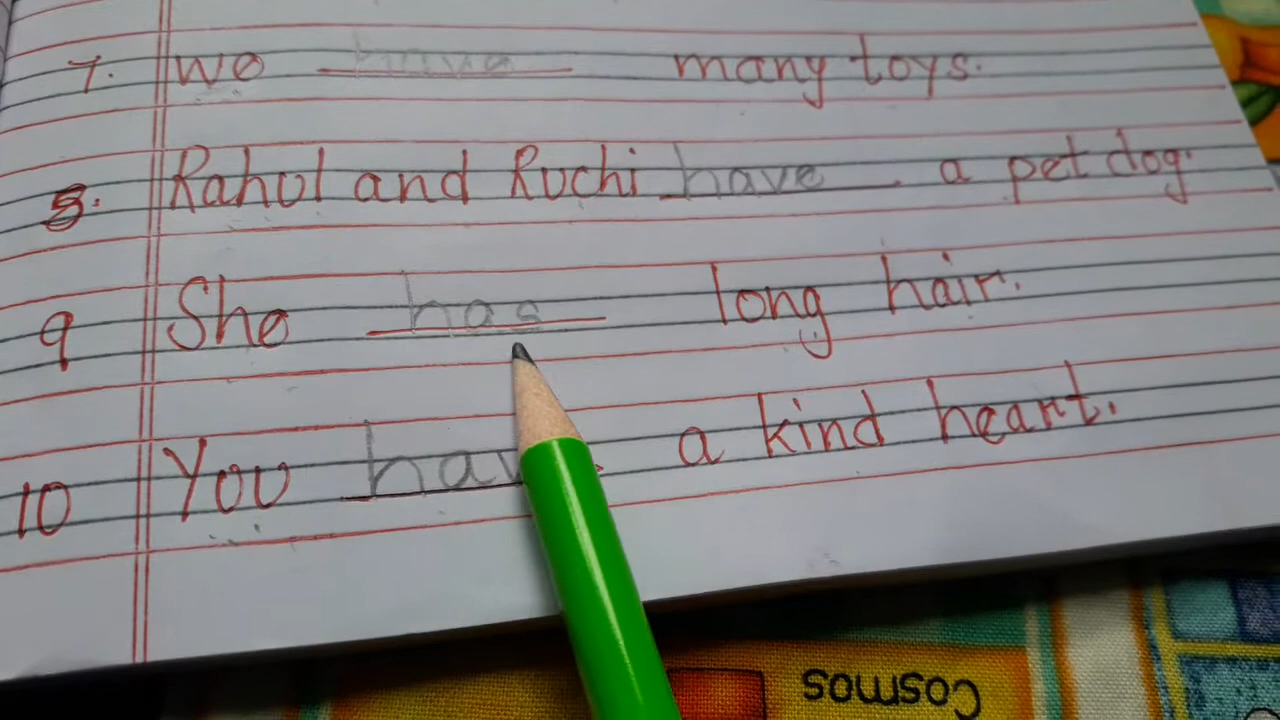 7. We have many toys.
8. Rahul and Ruchi have a pet dog.
9 She has long hair.
10 You hav a kind heart.
Cosmos